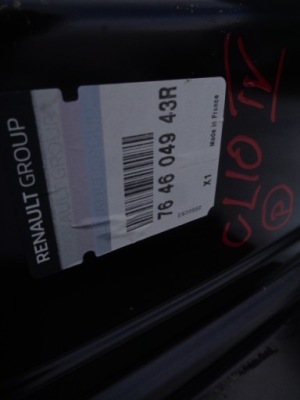 RENAULT GROUP
76 46 049 43R
X1
Made in France
CLIO IV
P